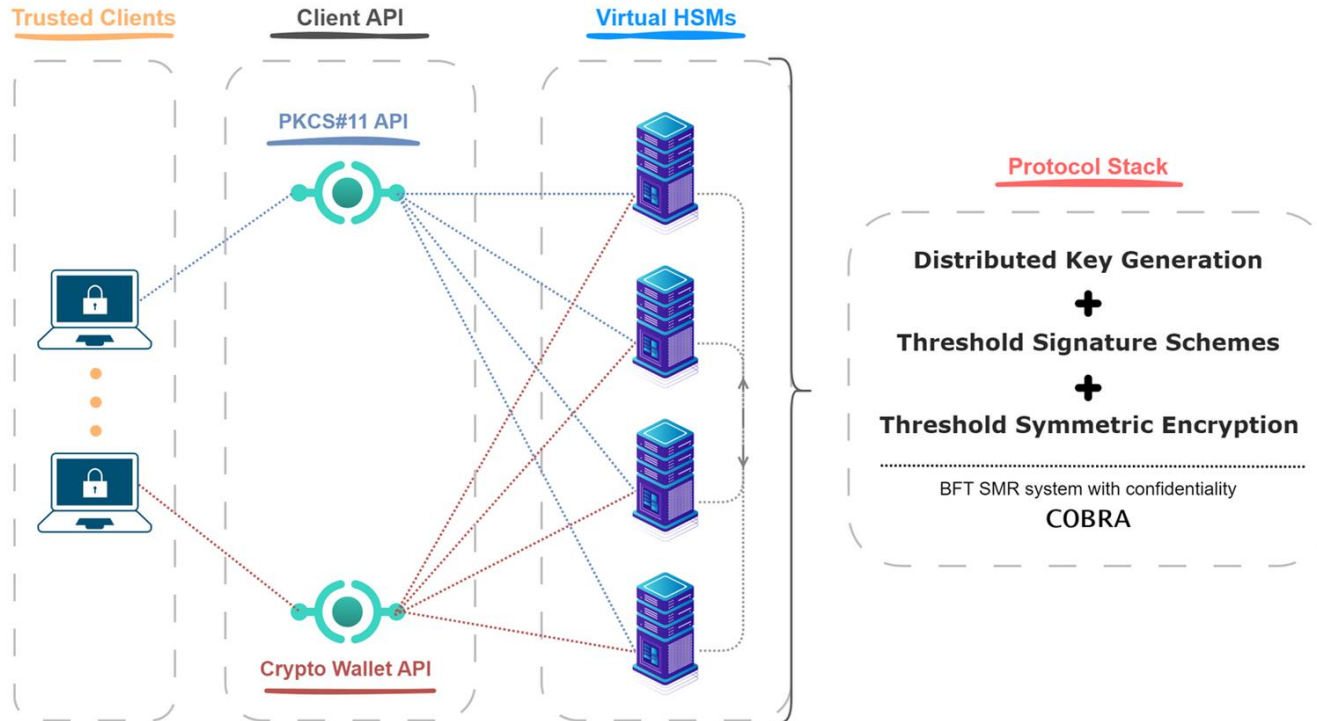 Trusted Clients
Client API
Virtual HSMs
PKCS#11 API
Crypto Wallet API
Protocol Stack
Distributed Key Generation
+
Threshold Signature Schemes
+
Threshold Symmetric Encryption
BFT SMR system with confidentiality
COBRA